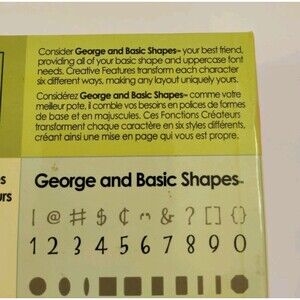 Consider George and Basic Shapes™ your best friend,
providing all of your basic shape and uppercase font
needs. Creative Features transform each character
six different ways, making any layout uniquely yours.
Considérez George and Basic Shapes™ comme votre
meilleur pote, il comble vos besoins en polices de formes
de base et en majuscules. Ces Fonctions Créateurs
transforment chaque caractère en six styles différents,
créant ainsi une mise en page qui vous est propre.
George and Basic Shapes™
! @ # $ ¢ & ? [] {}
1 2 3 4 5 6 7 8 9 0